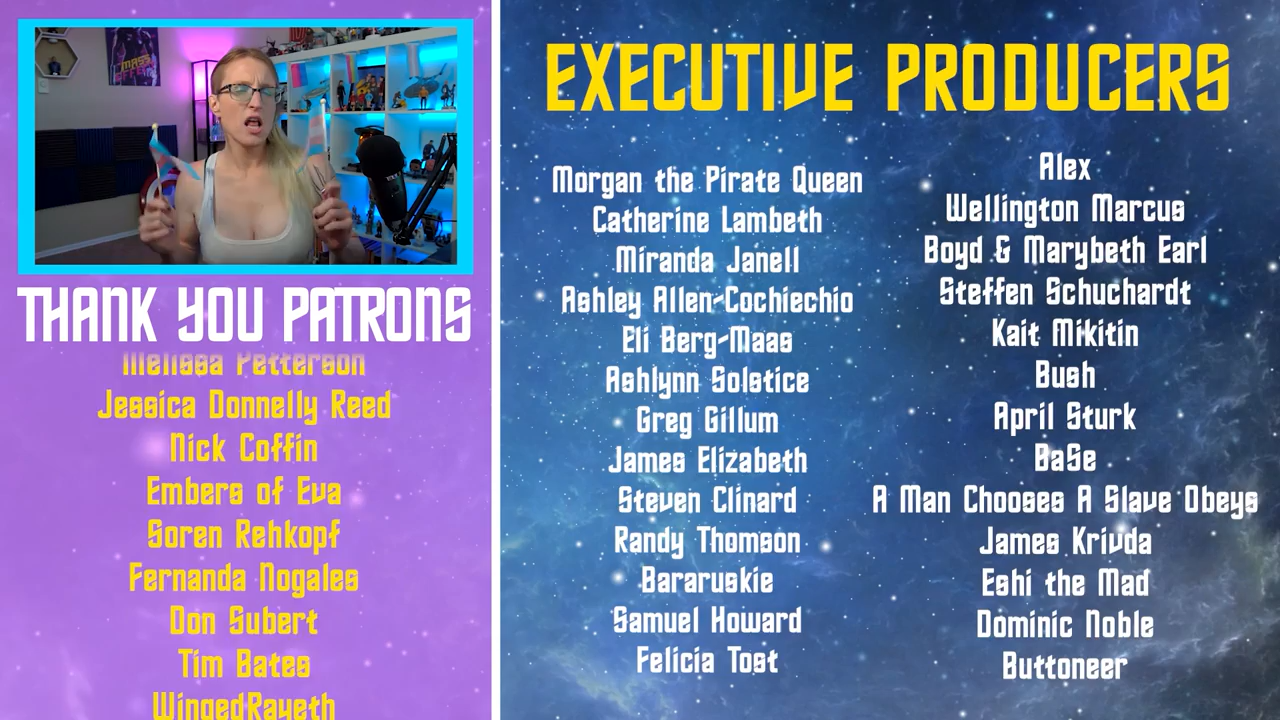 THANK YOU PATRONS
Melissa Petterson
Jessica Donnelly Reed
Nick Coffin
Embers of Eva
Soren Rehkopf
Fernanda Nogales
Don Subert
Tim Bates
WingedRayeth
EXECUTIVE PRODUCERS
Morgan the Pirate Queen
Catherine Lambeth
Miranda Janell
Ashley Allen-Cochiechio
Eli Berg-Maas
Ashlynn Solstice
Greg Gillum
James Elizabeth
Steven Clinard
Randy Thomson
Bararuskie
Samuel Howard
Felicia Tost
Alex
Wellington Marcus
Boyd & Marybeth Earl
Steffen Schuchardt
Kait Mikitin
Bush
April Sturk
BaSe
A Man Chooses A Slave Obeys
James Krivda
Eshi the Mad
Dominic Noble
Buttoneer